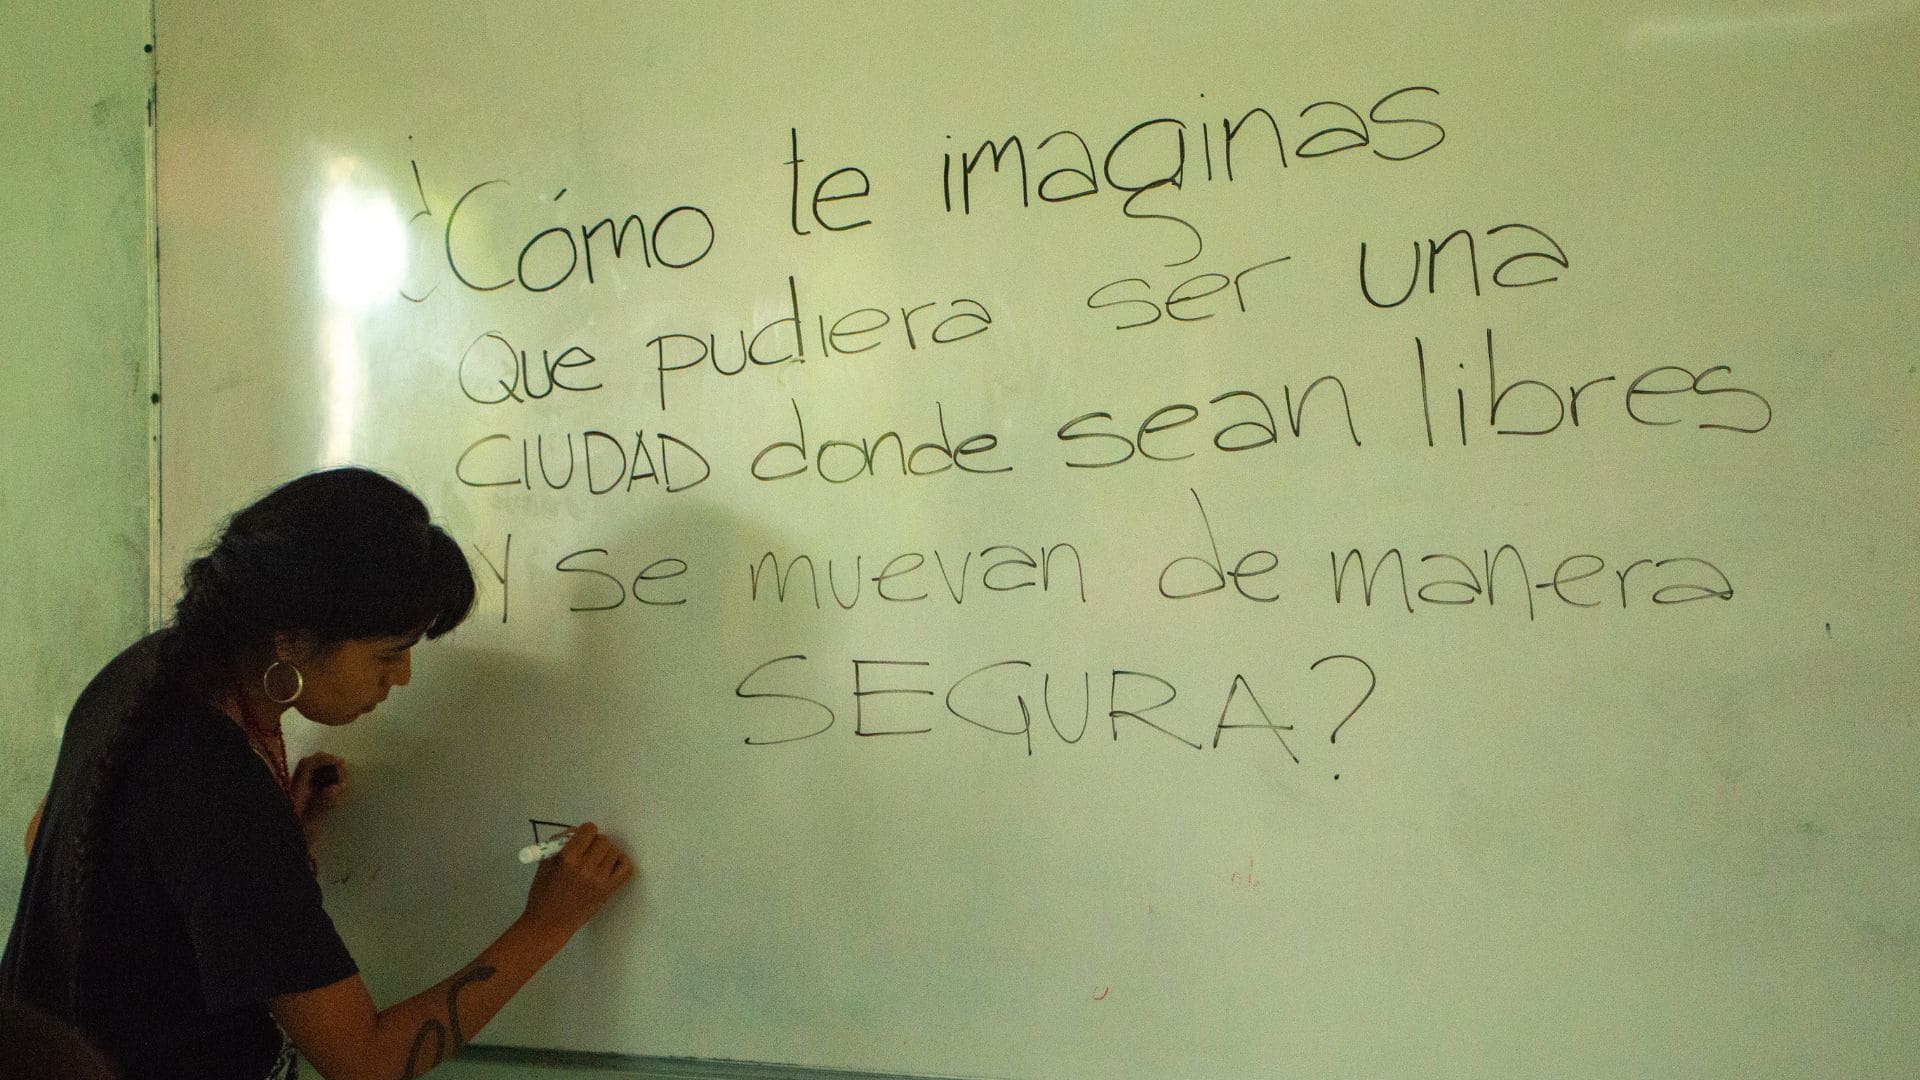 ¿Cómo te imaginas
Que pudiera ser una
CIUDAD donde sean libres
Y se muevan de manera
SEGURA?